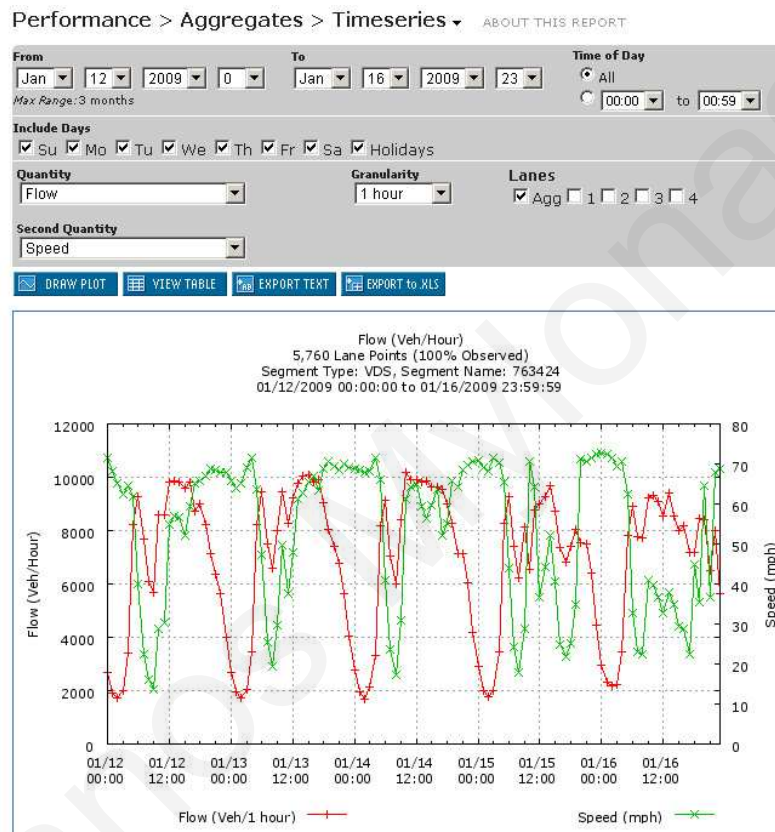 Performance > Aggregates > Timeseries ABOUT THIS REPORT
From To Time of Day
Jan 12 2009 0 Jan 16 2009 23 All
Max Range: 3 months 00:00 to 00:59
Include Days
Su Mo Tu We Th Fr Sa Holidays
Quantity Granularity Lanes
Flow 1 hour Agg 1 2 3 4
Second Quantity
Speed
DRAW PLOT VIEW TABLE EXPORT TEXT EXPORT to .XLS
Flow (Veh/Hour)
5,760 Lane Points (100% Observed)
Segment Type: VDS, Segment Name: 763424
01/12/2009 00:00:00 to 01/16/2009 23:59:59
12000 80
10000 70
60
8000 50
6000 40
4000 30
20
2000 10
0 0
Flow (Veh/Hour)
Speed (mph)
01/12 01/12 01/13 01/13 01/14 01/14 01/15 01/15 01/16 01/16
00:00 12:00 00:00 12:00 00:00 12:00 00:00 12:00 00:00 12:00
Flow (Veh/1 hour) Speed (mph)